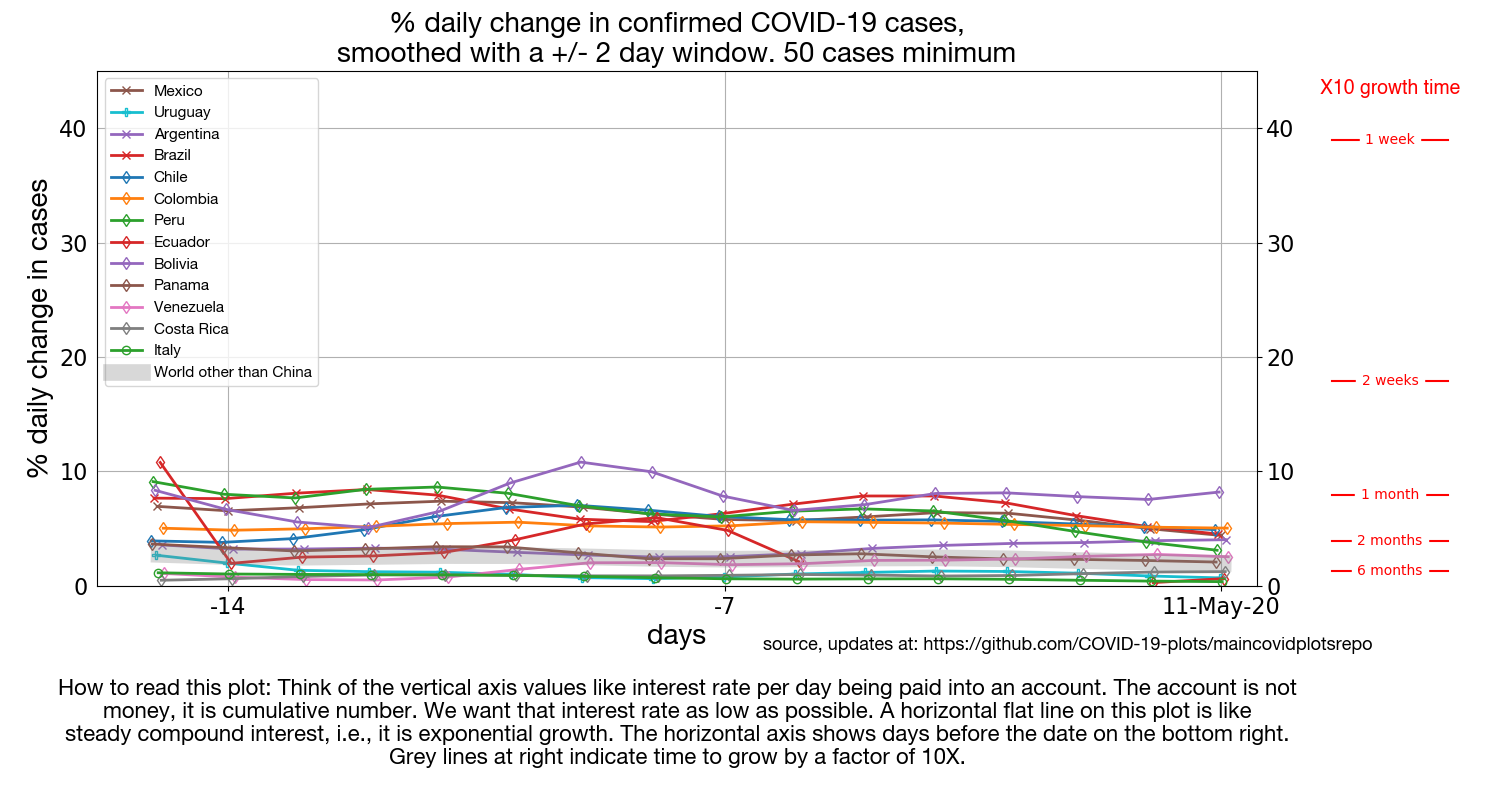 % daily change in confirmed COVID-19 cases,
smoothed with a +/- 2 day window. 50 cases minimum
X10 growth time
Mexico
Uruguay
Argentina
Brazil
Chile
Colombia
Peru
Ecuador
Bolivia
Panama
Venezuela
Costa Rica
Italy
World other than China
% daily change in cases
40
30
20
10
0
40
30
20
10
0
1 week
2 weeks
1 month
2 months
6 months
-14
-7
11-May-20
days
source, updates at: https://github.com/COVID-19-plots/maincovidplotsrepo
How to read this plot: Think of the vertical axis values like interest rate per day being paid into an account. The account is not
money, it is cumulative number. We want that interest rate as low as possible. A horizontal flat line on this plot is like
steady compound interest, i.e., it is exponential growth. The horizontal axis shows days before the date on the bottom right.
Grey lines at right indicate time to grow by a factor of 10X.